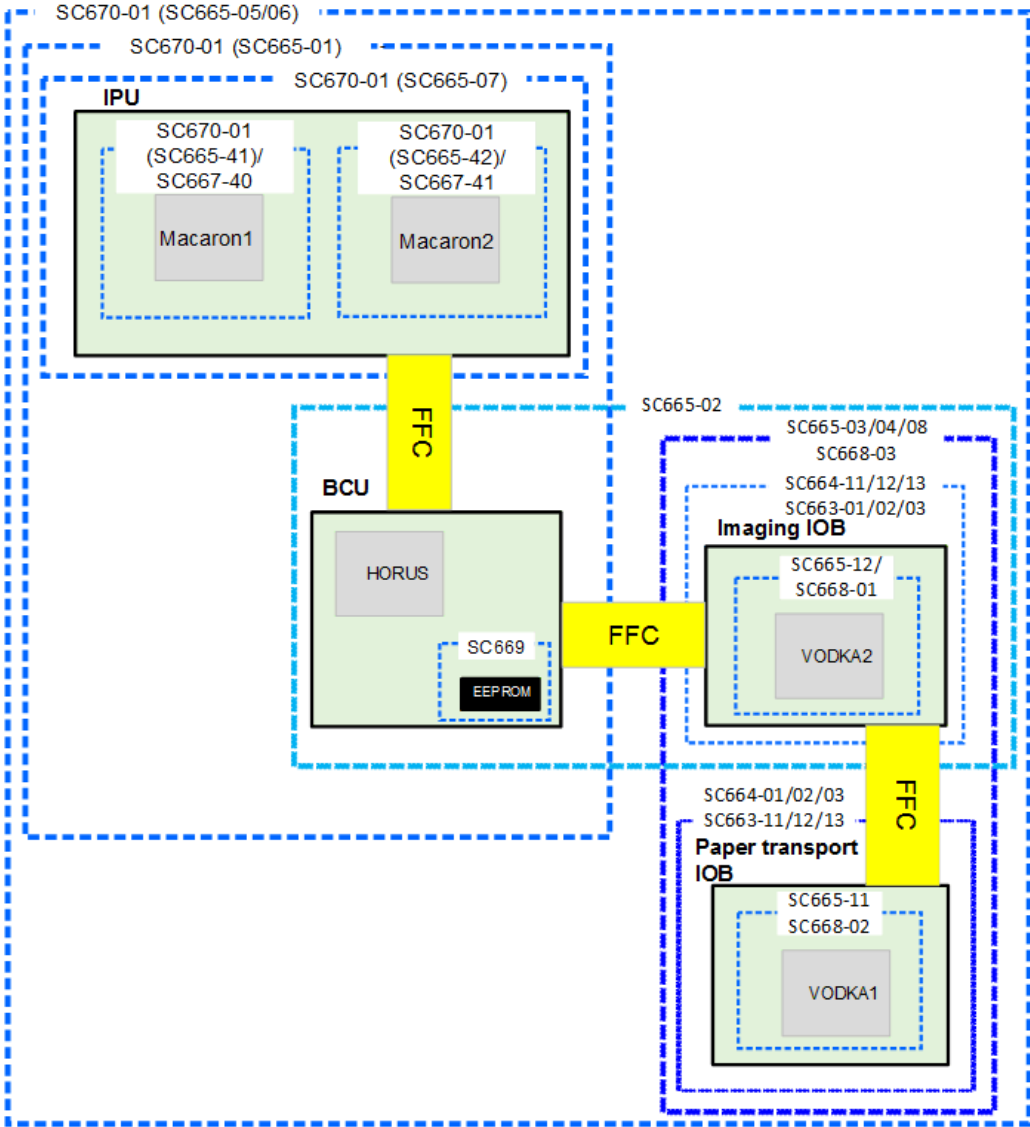 SC670-01 (SC665-05/06)
SC670-01 (SC665-01)
SC670-01 (SC665-07)
IPU
SC670-01
(SC665-41)/
SC667-40
Macaron1
SC670-01
(SC665-42)/
SC667-41
Macaron2
FFC
SC665-02
SC665-03/04/08
SC668-03
SC664-11/12/13
SC663-01/02/03
BCU
HORUS
SC669
EEPROM
FFC
Imaging IOB
SC665-12/
SC668-01
VODKA2
FFC
SC664-01/02/03
SC663-11/12/13
Paper transport
IOB
SC665-11
SC668-02
VODKA1